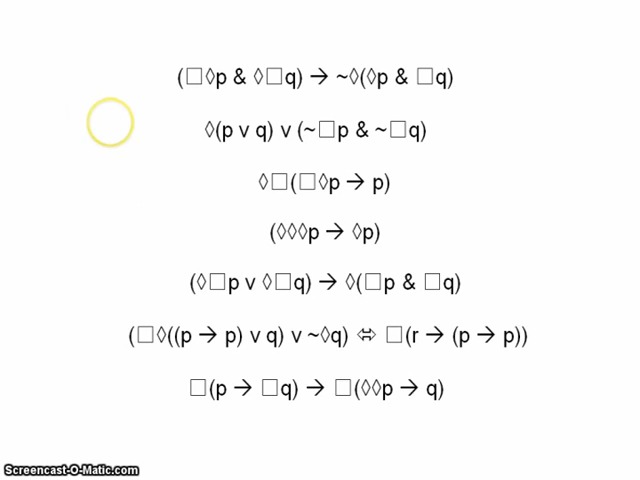 (□◊p & ◊□q) → ~◊(◊p & □q)
◊(p v q) v (~□p & ~□q)
◊□(□◊p → p)
(◊◊◊p → ◊p)
(◊□p v ◊□q) → ◊(□p & □q)
(□◊((p → p) v q) v ~◊q) ⬄ □(r → (p → p))
□(p → □q) → □(◊◊p → q)
Screencast-O-Matic.com